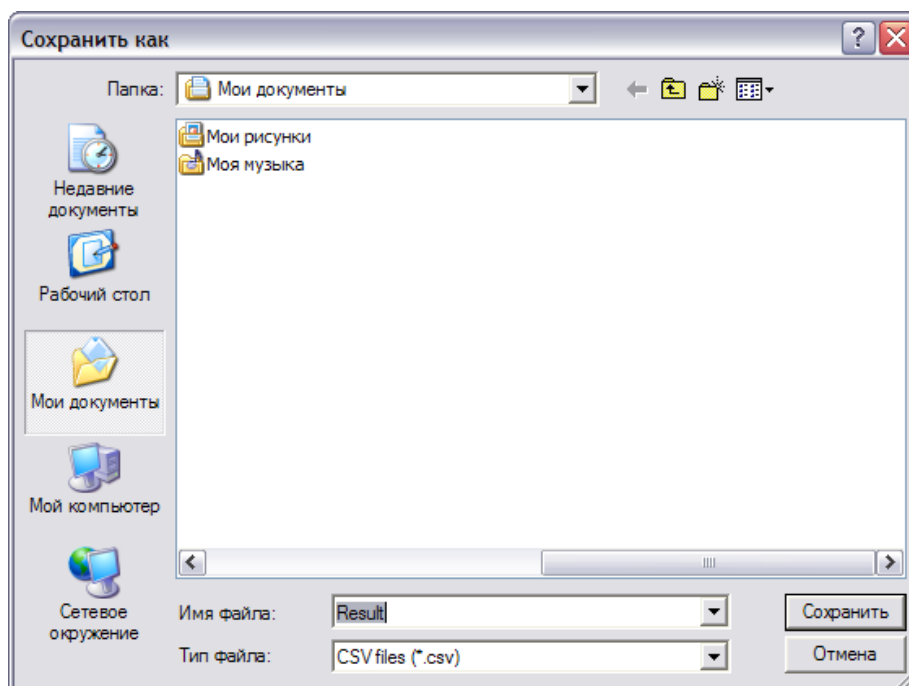 Сохранить как
Папка: Мои документы
Мои рисунки
Моя музыка
Недавние
документы
Рабочий стол
Мои документы
Мой компьютер
Сетевое
окружение
Имя файла: Result Сохранить
Тип файла: CSV files (*.csv) Отмена